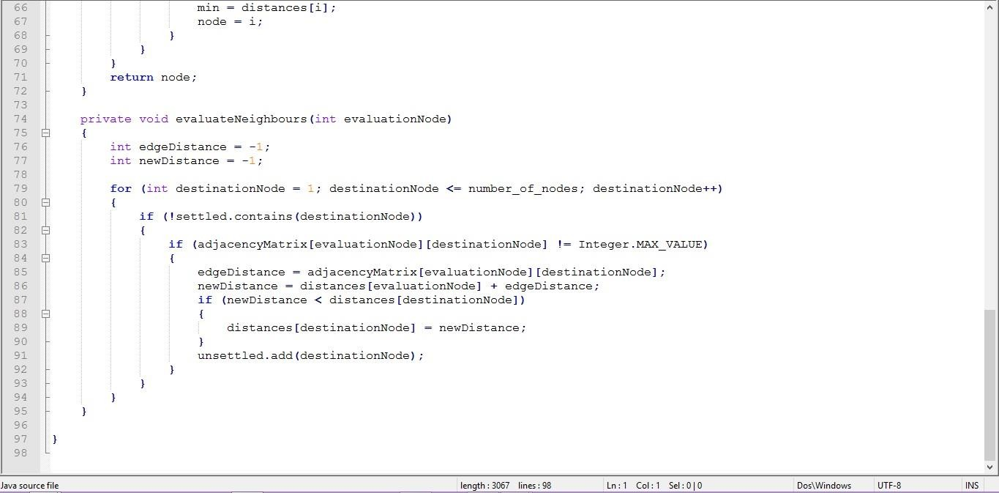 66 min = distances[i];
67 node = i;
68 }
69 }
70 }
71 return node;
72 }
73
74 private void evaluateNeighbours(int evaluationNode)
75 {
76 int edgeDistance = -1;
77 int newDistance = -1;
78
79 for (int destinationNode = 1; destinationNode <= number_of_nodes; destinationNode++)
80 {
81 if (!settled.contains(destinationNode))
82 {
83 if (adjacencyMatrix[evaluationNode][destinationNode] != Integer.MAX_VALUE)
84 {
85 edgeDistance = adjacencyMatrix[evaluationNode][destinationNode];
86 newDistance = distances[evaluationNode] + edgeDistance;
87 if (newDistance < distances[destinationNode])
88 {
89 distances[destinationNode] = newDistance;
90 }
91 unsettled.add(destinationNode);
92 }
93 }
94 }
95 }
96
97 }
98
Java source file length : 3067 lines : 98 Ln : 1 Col : 1 Sel : 0 | 0 Dos\Windows UTF-8 INS